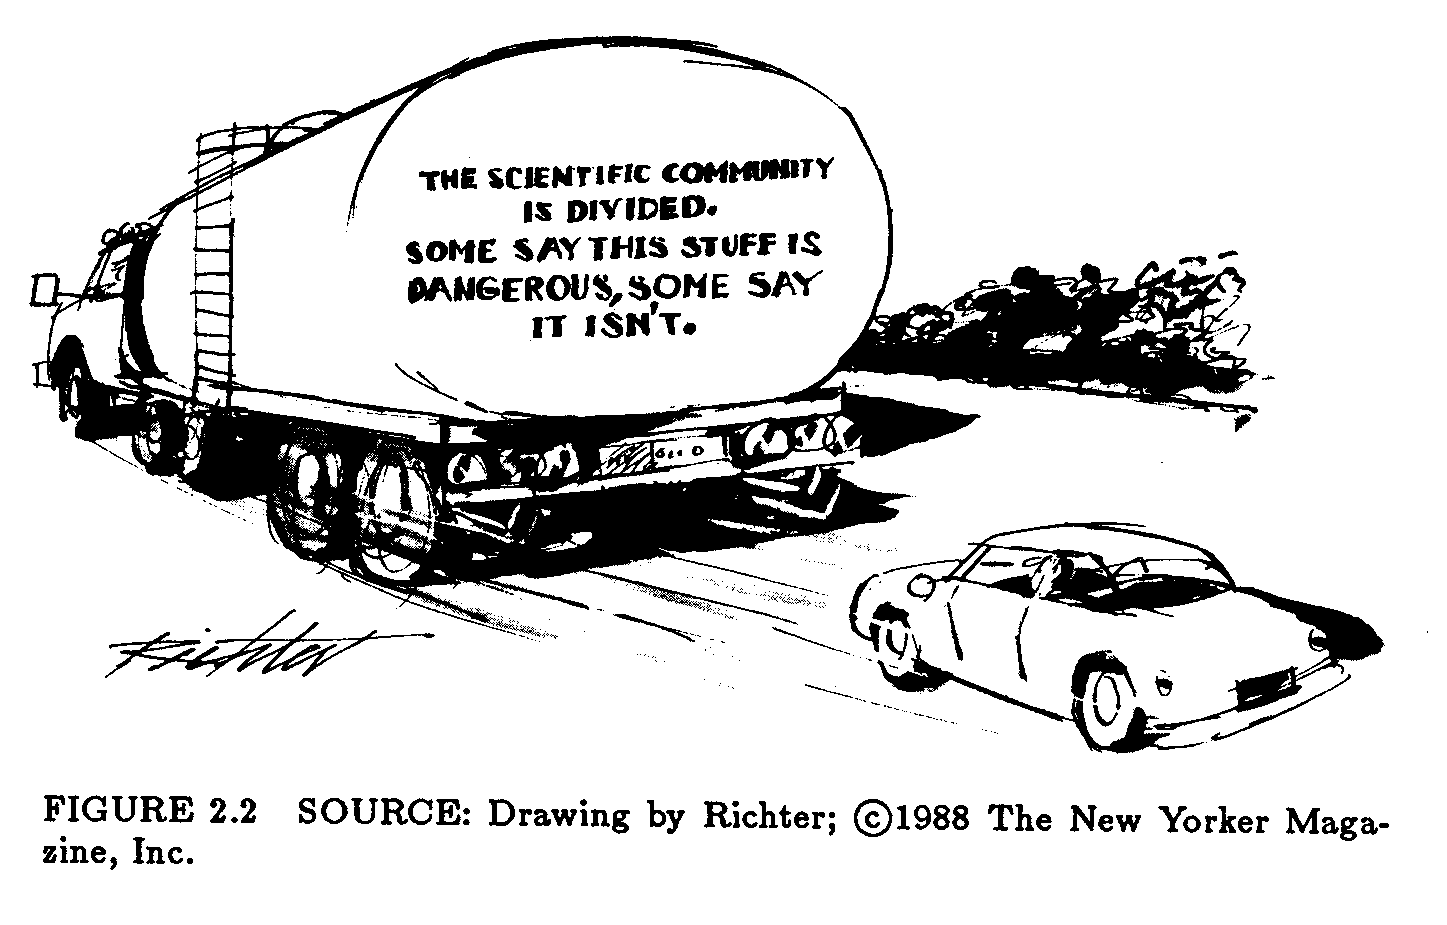 THE SCIENTIFIC COMMUNITY
IS DIVIDED.
SOME SAY THIS STUFF IS
DANGEROUS, SOME SAY
IT ISN'T.
Richter
FIGURE 2.2 SOURCE: Drawing by Richter; ©1988 The New Yorker Maga-
zine, Inc.